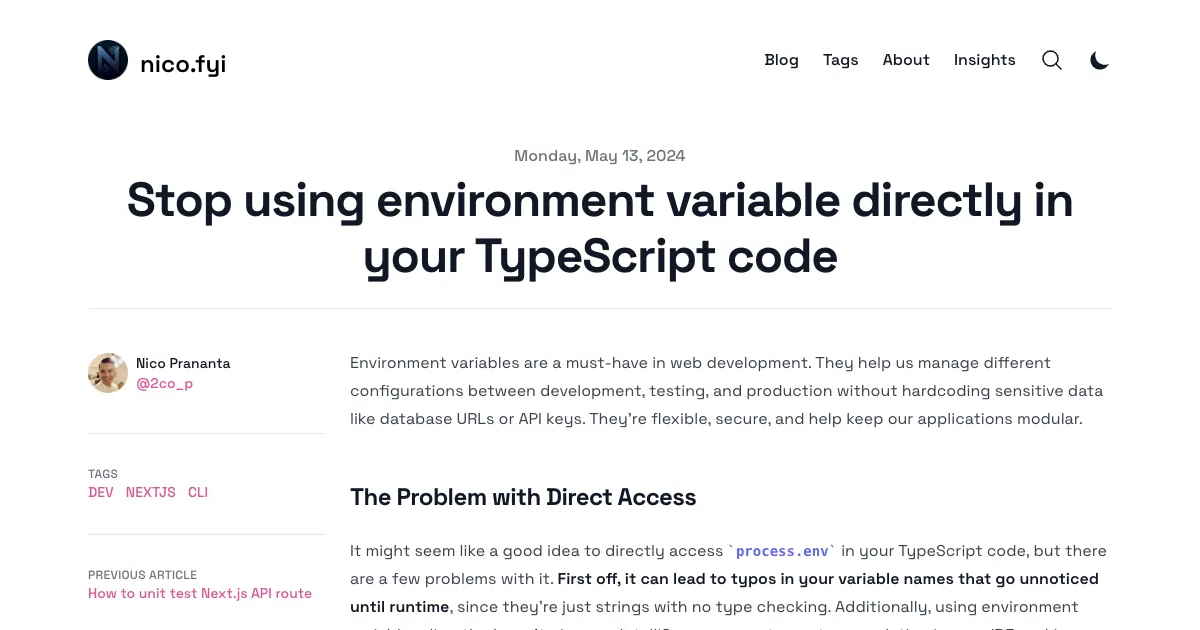 nico.fyi
Blog Tags About Insights
Monday, May 13, 2024
Stop using environment variable directly in
your TypeScript code
Nico Prananta
@2co_p
TAGS
DEV NEXTJS CLI
PREVIOUS ARTICLE
How to unit test Next.js API route
Environment variables are a must-have in web development. They help us manage different
configurations between development, testing, and production without hardcoding sensitive data
like database URLs or API keys. They're flexible, secure, and help keep our applications modular.
The Problem with Direct Access
It might seem like a good idea to directly access `process.env` in your TypeScript code, but there
are a few problems with it. First off, it can lead to typos in your variable names that go unnoticed
until runtime, since they're just strings with no type checking. Additionally, using environment